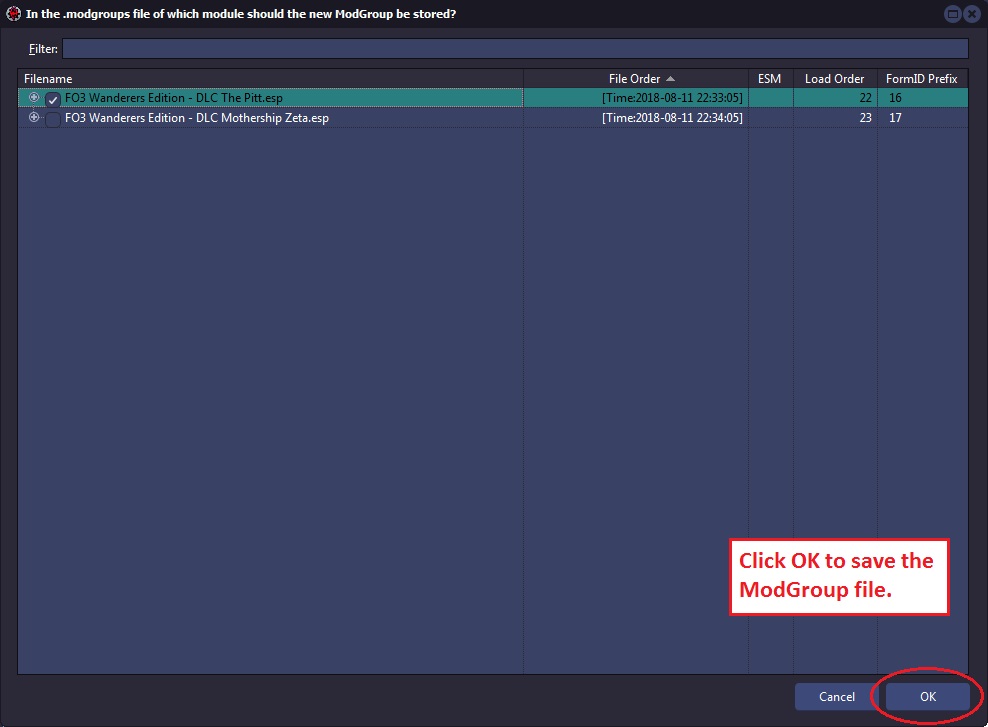 In the .modgroups file of which module should the new ModGroup be stored?
Filter:
Filename File Order ESM Load Order FormID Prefix
FO3 Wanderers Edition - DLC The Pitt.esp [Time:2018-08-11 22:33:05] 22 16
FO3 Wanderers Edition - DLC Mothership Zeta.esp [Time:2018-08-11 22:34:05] 23 17
Click OK to save the
ModGroup file.
Cancel OK